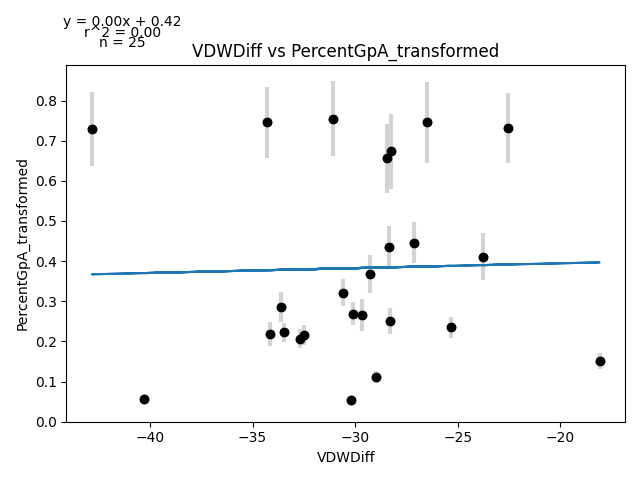 y = 0.00x + 0.42
r^2 = 0.00
n = 25
VDWDiff vs PercentGpA_transformed
PercentGpA_transformed
0.8
0.7
0.6
0.5
0.4
0.3
0.2
0.1
0.0
−40
−35
−30
−25
−20
VDWDiff